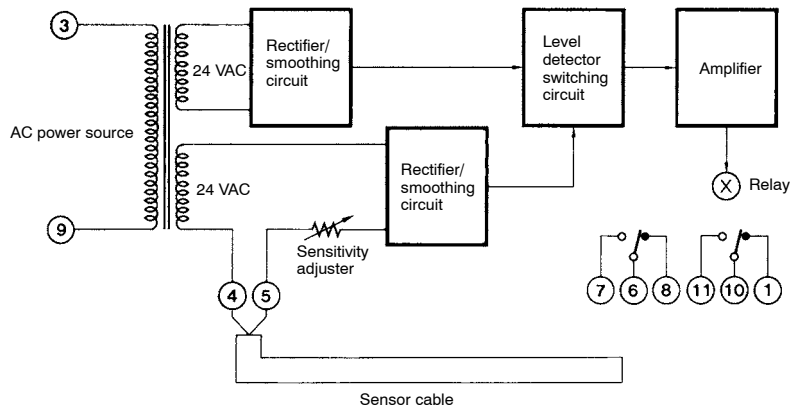 3
Rectifier/
smoothing
circuit
24 VAC
Level
detector
switching
circuit
Amplifier
AC power source
24 VAC
Rectifier/
smoothing
circuit
X
Relay
9
Sensitivity
adjuster
4
5
7
6
8
11
10
1
Sensor cable